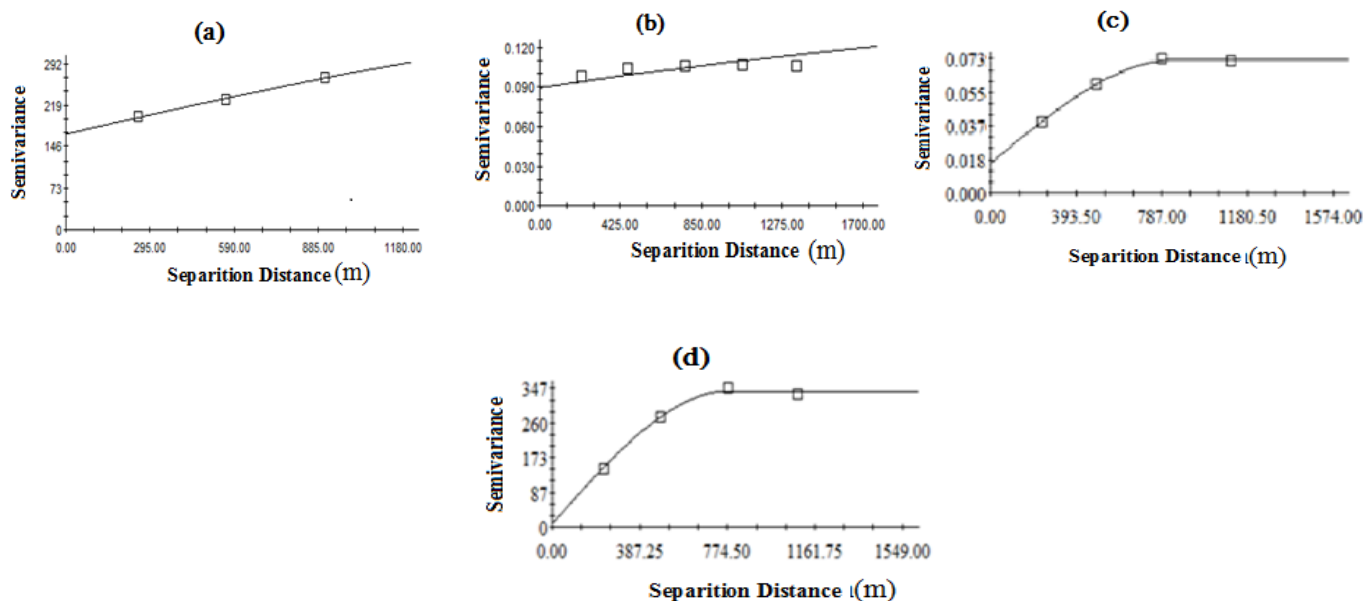 (a)
292
219
146
73
0
Semivariance
0.00 295.00 590.00 885.00 1180.00
Separition Distance (m)
(b)
0.120
0.090
0.060
0.030
0.000
Semivariance
0.00 425.00 850.00 1275.00 1700.00
Separition Distance (m)
(c)
0.073
0.055
0.037
0.018
0.000
Semivariance
0.00 393.50 787.00 1180.50 1574.00
Separition Distance (m)
(d)
347
260
173
87
0
Semivariance
0.00 387.25 774.50 1161.75 1549.00
Separition Distance (m)